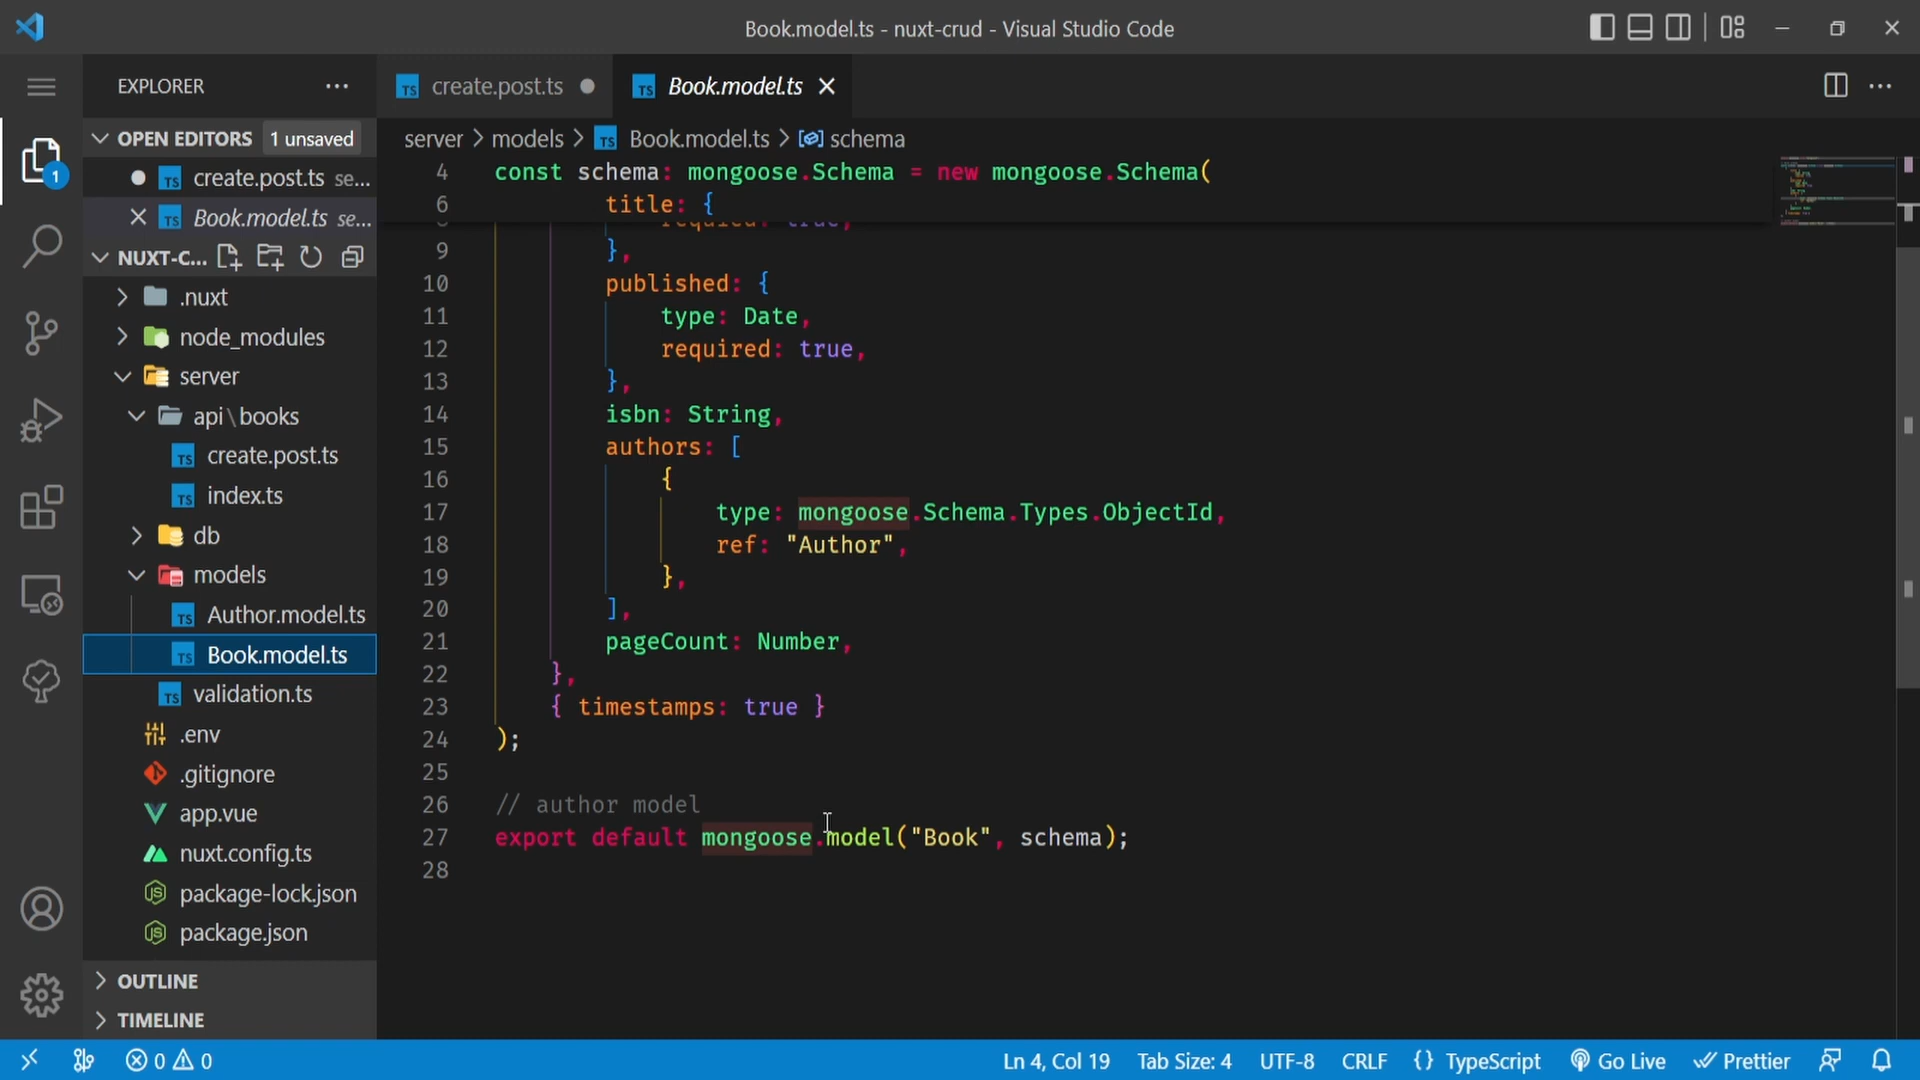 Book.model.ts - nuxt-crud - Visual Studio Code
EXPLORER
create.post.ts
Book.model.ts
OPEN EDITORS 1 unsaved
create.post.ts se...
Book.model.ts se...
NUXT-C...
.nuxt
node_modules
server
api\books
create.post.ts
index.ts
db
models
Author.model.ts
Book.model.ts
validation.ts
.env
.gitignore
app.vue
nuxt.config.ts
package-lock.json
package.json
OUTLINE
TIMELINE
1
server > models > TS Book.model.ts > schema
4 const schema: mongoose.Schema = new mongoose.Schema(
6 title: {
required: true,
9 },
10 published: {
11 type: Date,
12 required: true,
13 },
14 isbn: String,
15 authors: [
16 {
17 type: mongoose.Schema.Types.ObjectId,
18 ref: "Author",
19 },
20 ],
21 pageCount: Number,
22 },
23 { timestamps: true }
24 );
25
26 // author model
27 export default mongoose.model("Book", schema);
28
0 0 Ln 4, Col 19 Tab Size: 4 UTF-8 CRLF {} TypeScript Go Live Prettier